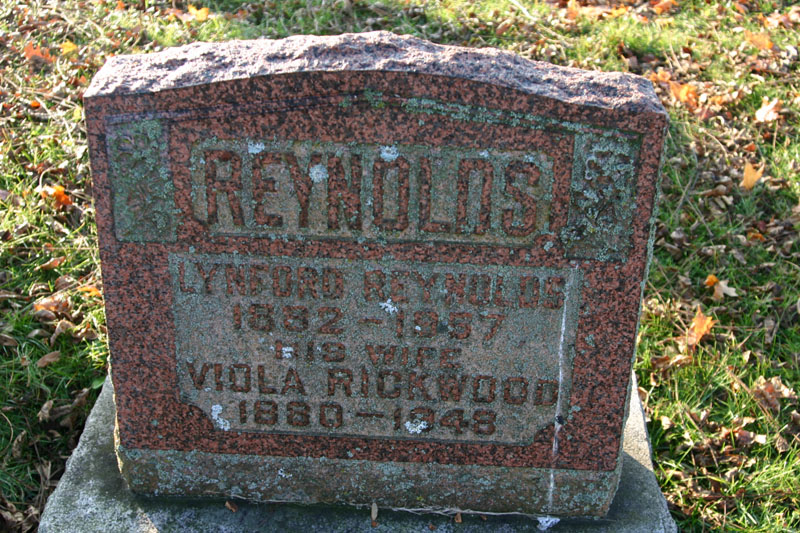 REYNOLDS
LYNFORD REYNOLDS
1882 - 1957
HIS WIFE
VIOLA RICKWOOD
1880 - 1948